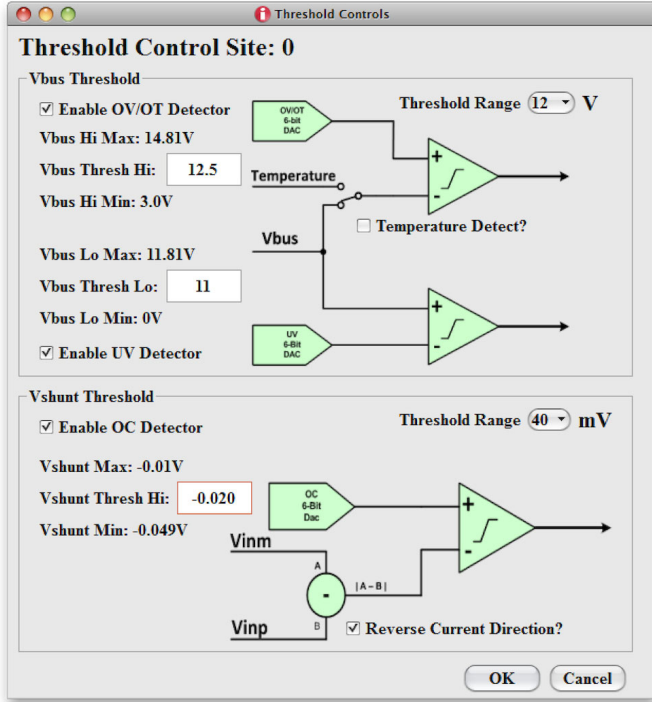 Threshold Controls
Threshold Control Site: 0
Vbus Threshold
Enable OV/OT Detector
OV/OT
6-bit
DAC
Threshold Range 12 V
Vbus Hi Max: 14.81V
+
Vbus Thresh Hi: 12.5
Temperature
-
Vbus Hi Min: 3.0V
Temperature Detect?
Vbus
Vbus Lo Max: 11.81V
Vbus Thresh Lo: 11
+
Vbus Lo Min: 0V
UV
6-Bit
DAC
-
Enable UV Detector
Vshunt Threshold
Enable OC Detector
Threshold Range 40 mV
Vshunt Max: -0.01V
Vshunt Thresh Hi: -0.020
OC
6-Bit
Dac
+
Vshunt Min: -0.049V
Vinm
-
A
- |A-B|
B
Vinp
Reverse Current Direction?
OK Cancel